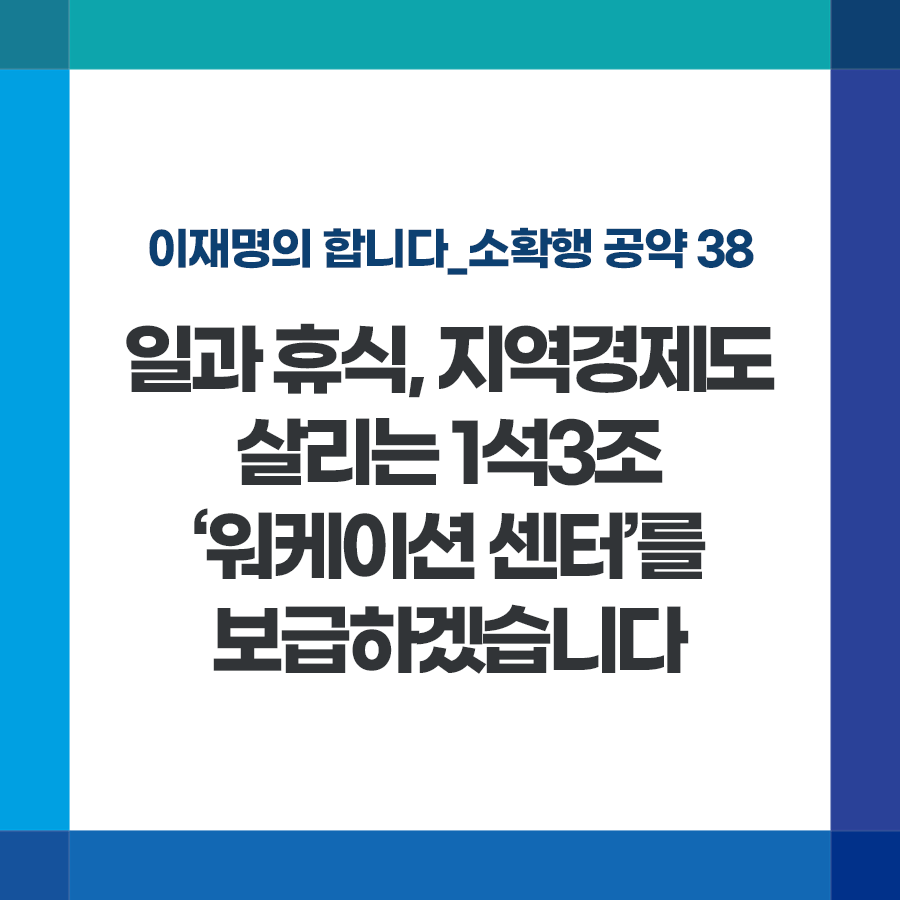 이재명의 합니다_소확행 공약 38
일과 휴식, 지역경제도
살리는 1석3조
‘워케이션 센터’를
보급하겠습니다